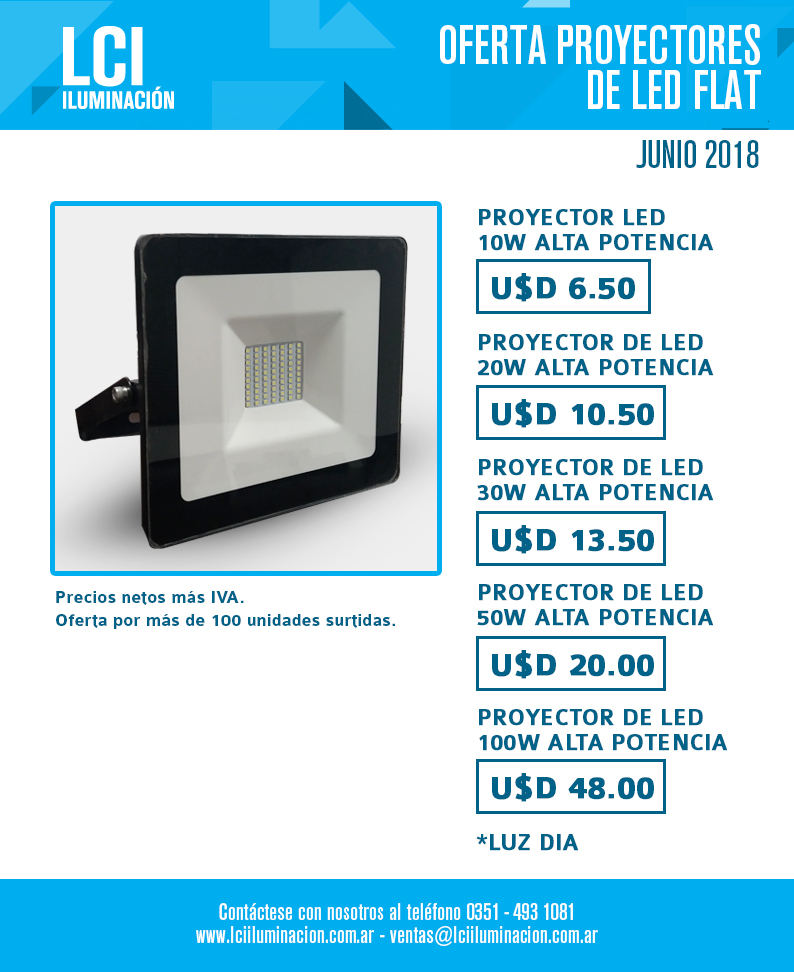 LCI
ILUMINACIÓN
OFERTA PROYECTORES
DE LED FLAT
JUNIO 2018
PROYECTOR LED
10W ALTA POTENCIA
U$D 6.50
PROYECTOR DE LED
20W ALTA POTENCIA
U$D 10.50
PROYECTOR DE LED
30W ALTA POTENCIA
U$D 13.50
PROYECTOR DE LED
50W ALTA POTENCIA
U$D 20.00
PROYECTOR DE LED
100W ALTA POTENCIA
U$D 48.00
*LUZ DIA
Precios netos más IVA.
Oferta por más de 100 unidades surtidas.
Contáctese con nosotros al teléfono 0351 - 493 1081
www.lciiluminacion.com.ar - ventas@lciiluminacion.com.ar